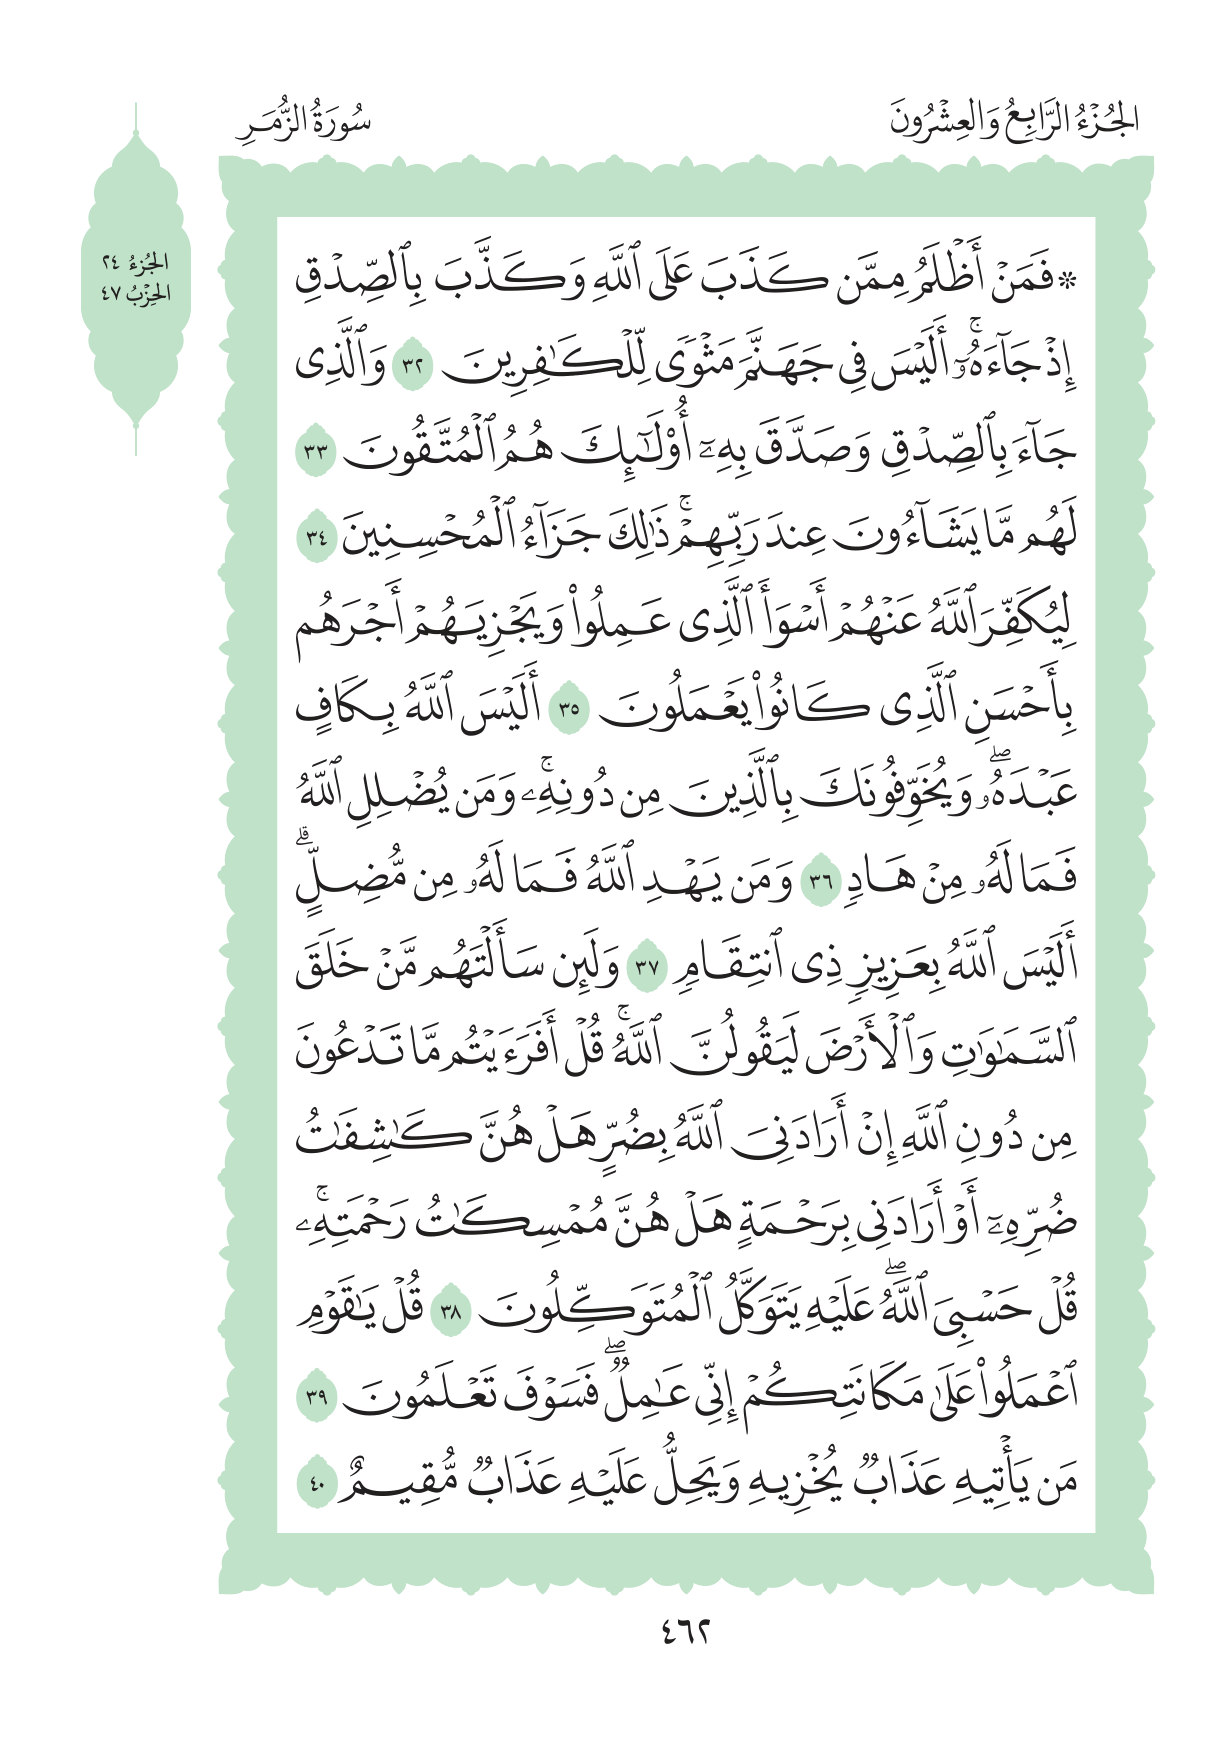 الجُزْءُ الرَّابِعُ وَالعِشْرُونَ
سُورَةُ الزُّمَرِ
الجُزْءُ ٢٤
الحِزْبُ ٤٧
۞ فَمَنۡ أَظۡلَمُ مِمَّن كَذَبَ عَلَى ٱللَّهِ وَكَذَّبَ بِٱلصِّدۡقِ
إِذۡ جَآءَهُۥٓۚ أَلَيۡسَ فِي جَهَنَّمَ مَثۡوٗى لِّلۡكَٰفِرِينَ ٣٢ وَٱلَّذِي
جَآءَ بِٱلصِّدۡقِ وَصَدَّقَ بِهِۦٓ أُوْلَٰٓئِكَ هُمُ ٱلۡمُتَّقُونَ ٣٣
لَهُم مَّا يَشَآءُونَ عِندَ رَبِّهِمۡۚ ذَٰلِكَ جَزَآءُ ٱلۡمُحۡسِنِينَ ٣٤
لِيُكَفِّرَ ٱللَّهُ عَنۡهُمۡ أَسۡوَأَ ٱلَّذِي عَمِلُواْ وَيَجۡزِيَهُمۡ أَجۡرَهُم
بِأَحۡسَنِ ٱلَّذِي كَانُواْ يَعۡمَلُونَ ٣٥ أَلَيۡسَ ٱللَّهُ بِكَافٍ
عَبۡدَهُۥۖ وَيُخَوِّفُونَكَ بِٱلَّذِينَ مِن دُونِهِۦۚ وَمَن يُضۡلِلِ ٱللَّهُ
فَمَا لَهُۥ مِنۡ هَادٖ ٣٦ وَمَن يَهۡدِ ٱللَّهُ فَمَا لَهُۥ مِن مُّضِلٍّۗ
أَلَيۡسَ ٱللَّهُ بِعَزِيزٖ ذِي ٱنتِقَامٖ ٣٧ وَلَئِن سَأَلۡتَهُم مَّنۡ خَلَقَ
ٱلسَّمَٰوَٰتِ وَٱلۡأَرۡضَ لَيَقُولُنَّ ٱللَّهُۚ قُلۡ أَفَرَءَيۡتُم مَّا تَدۡعُونَ
مِن دُونِ ٱللَّهِ إِنۡ أَرَادَنِيَ ٱللَّهُ بِضُرٍّ هَلۡ هُنَّ كَٰشِفَٰتُ
ضُرِّهِۦٓ أَوۡ أَرَادَنِي بِرَحۡمَةٍ هَلۡ هُنَّ مُمۡسِكَٰتُ رَحۡمَتِهِۦۚ
قُلۡ حَسۡبِيَ ٱللَّهُۖ عَلَيۡهِ يَتَوَكَّلُ ٱلۡمُتَوَكِّلُونَ ٣٨ قُلۡ يَٰقَوۡمِ
ٱعۡمَلُواْ عَلَىٰ مَكَانَتِكُمۡ إِنِّي عَٰمِلٞۖ فَسَوۡفَ تَعۡلَمُونَ ٣٩
مَن يَأۡتِيهِ عَذَابٞ يُخۡزِيهِ وَيَحِلُّ عَلَيۡهِ عَذَابٞ مُّقِيمٌ ٤٠
٤٦٢